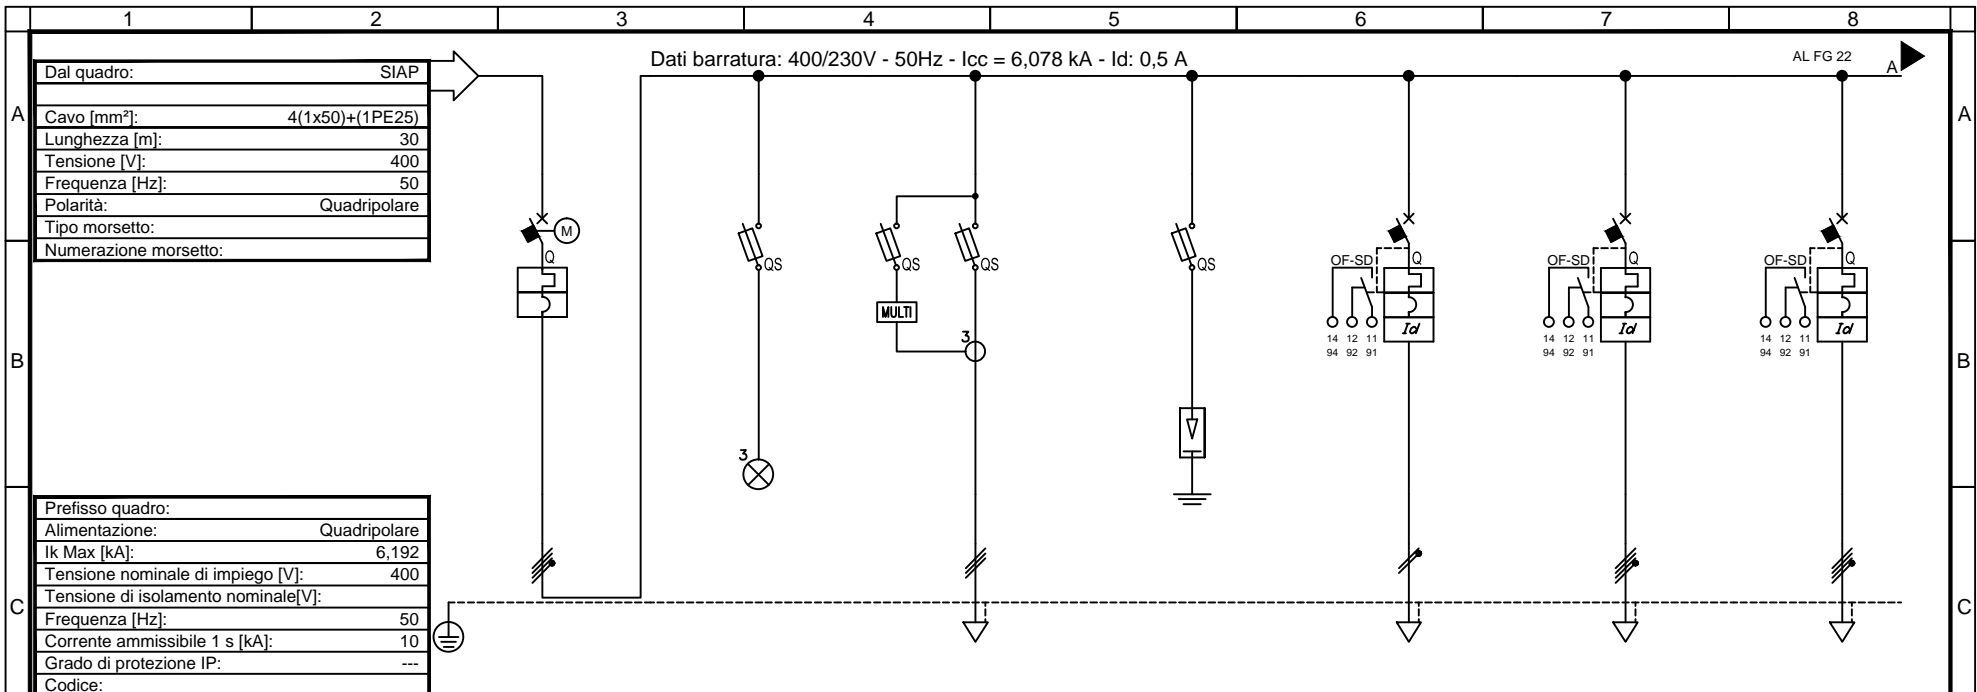 1 2 3 4 5 6 7 8
Dati barratura: 400/230V - 50Hz - Icc = 6,078 kA - Id: 0,5 A
AL FG 22
A
A
A
Dal quadro: SIAP
Cavo [mm²]: 4(1x50)+(1PE25)
Lunghezza [m]: 30
Tensione [V]: 400
Frequenza [Hz]: 50
Polarità: Quadripolare
Tipo morsetto:
Numerazione morsetto:
M
Q
QS
QS
QS
MULTI
3
3
QS
OF-SD Q
Id
14 12 11
94 92 91
OF-SD Q
Id
14 12 11
94 92 91
OF-SD Q
Id
14 12 11
94 92 91
B
B
Prefisso quadro:
Alimentazione: Quadripolare
Ik Max [kA]: 6,192
Tensione nominale di impiego [V]: 400
Tensione di isolamento nominale[V]:
Frequenza [Hz]: 50
Corrente ammissibile 1 s [kA]: 10
Grado di protezione IP: ---
Codice:
C
C